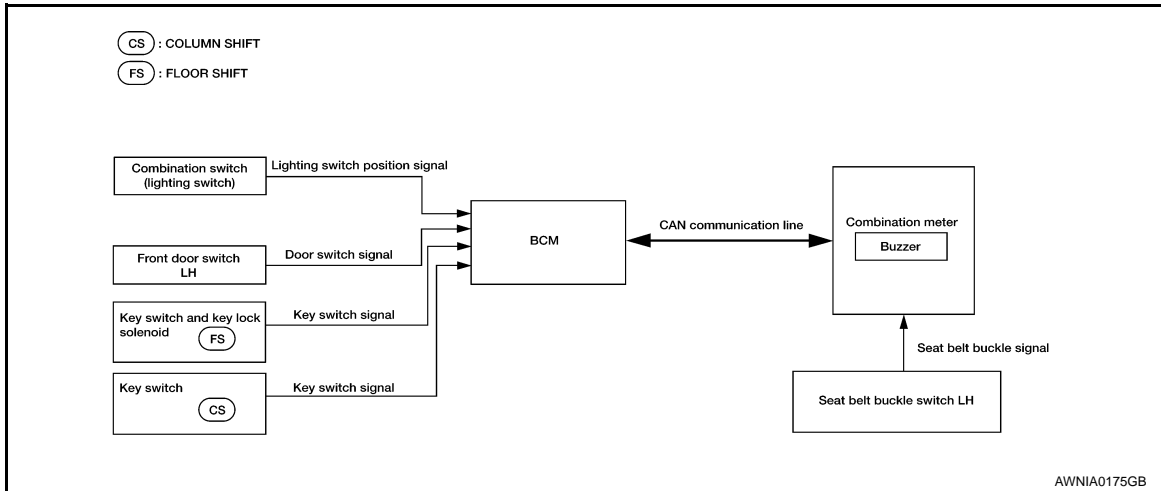 CS : COLUMN SHIFT
FS : FLOOR SHIFT
Combination switch
(lighting switch)
Lighting switch position signal
Front door switch
LH
Door switch signal
Key switch and key lock
solenoid
FS
Key switch signal
Key switch
CS
Key switch signal
BCM
CAN communication line
Combination meter
Buzzer
Seat belt buckle signal
Seat belt buckle switch LH
AWNIA0175GB